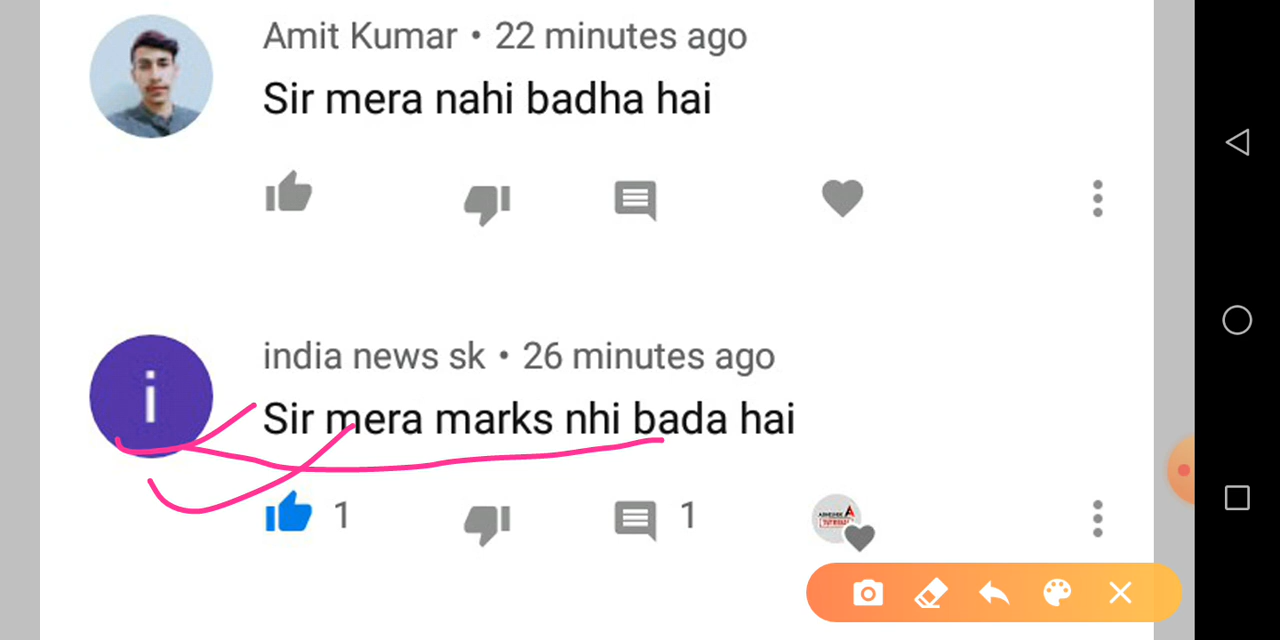 Amit Kumar • 22 minutes ago
Sir mera nahi badha hai
i
india news sk • 26 minutes ago
Sir mera marks nhi bada hai
1
1